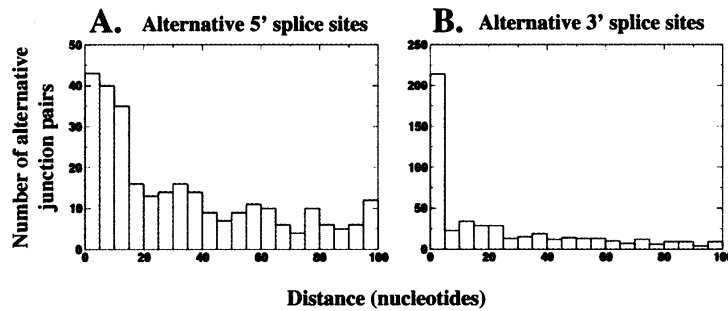 A. Alternative 5' splice sites
B. Alternative 3' splice sites
Number of alternative
junction pairs
50
40
30
20
10
0
0 20 40 60 80 100
250
200
150
100
50
0
0 20 40 60 80 100
Distance (nucleotides)